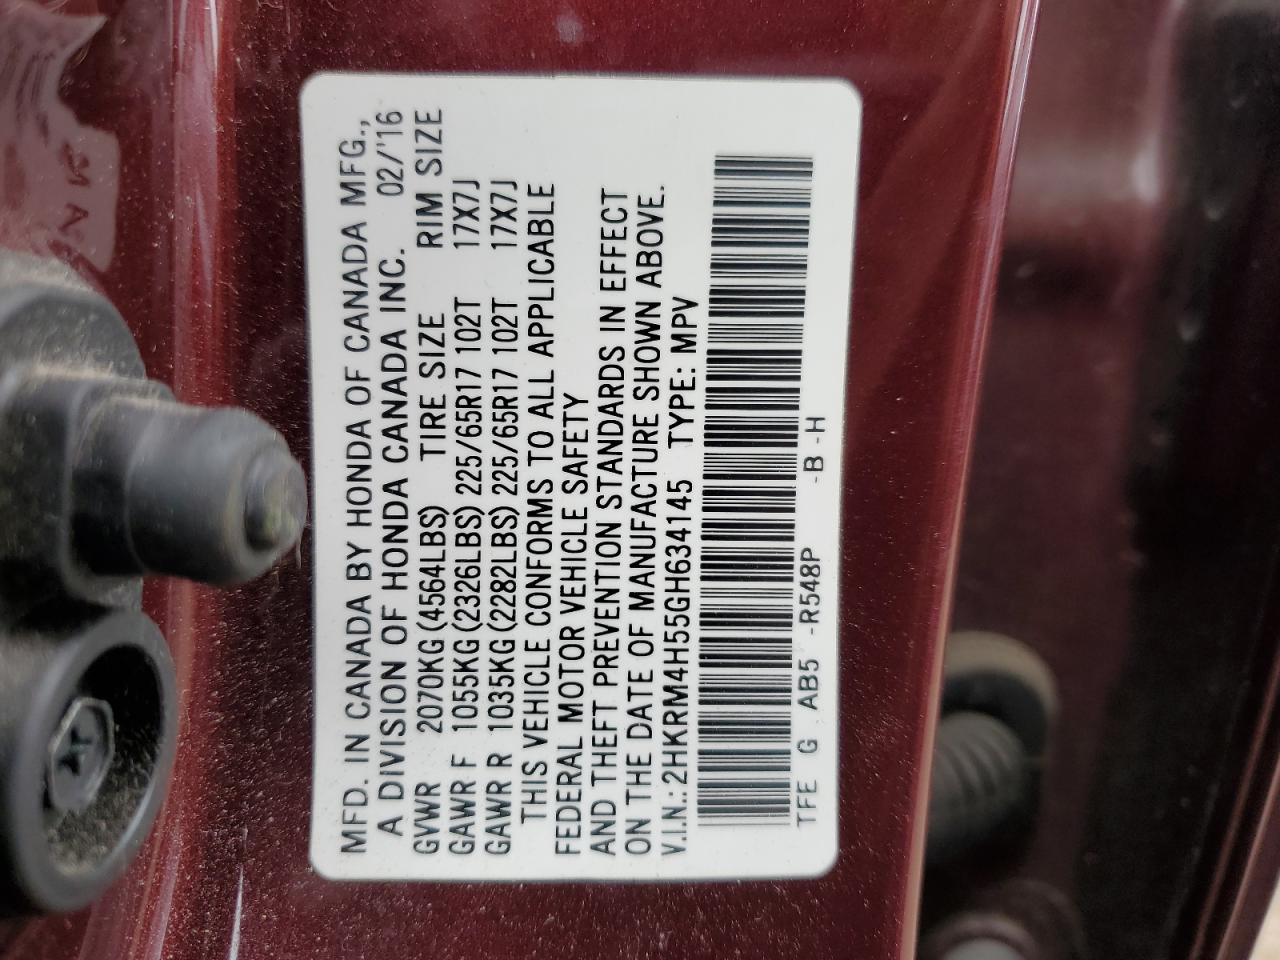 MFD. IN CANADA BY HONDA OF CANADA MFG.,
A DIVISION OF HONDA CANADA INC. 02/'16
GVWR 2070KG (4564LBS) TIRE SIZE RIM SIZE
GAWR F 1055KG (2326LBS) 225/65R17 102T 17X7J
GAWR R 1035KG (2282LBS) 225/65R17 102T 17X7J
THIS VEHICLE CONFORMS TO ALL APPLICABLE
FEDERAL MOTOR VEHICLE SAFETY
AND THEFT PREVENTION STANDARDS IN EFFECT
ON THE DATE OF MANUFACTURE SHOWN ABOVE.
V.I.N.: 2HKRM4H55GH634145 TYPE: MPV
TFE G AB5 -R548P -B -H